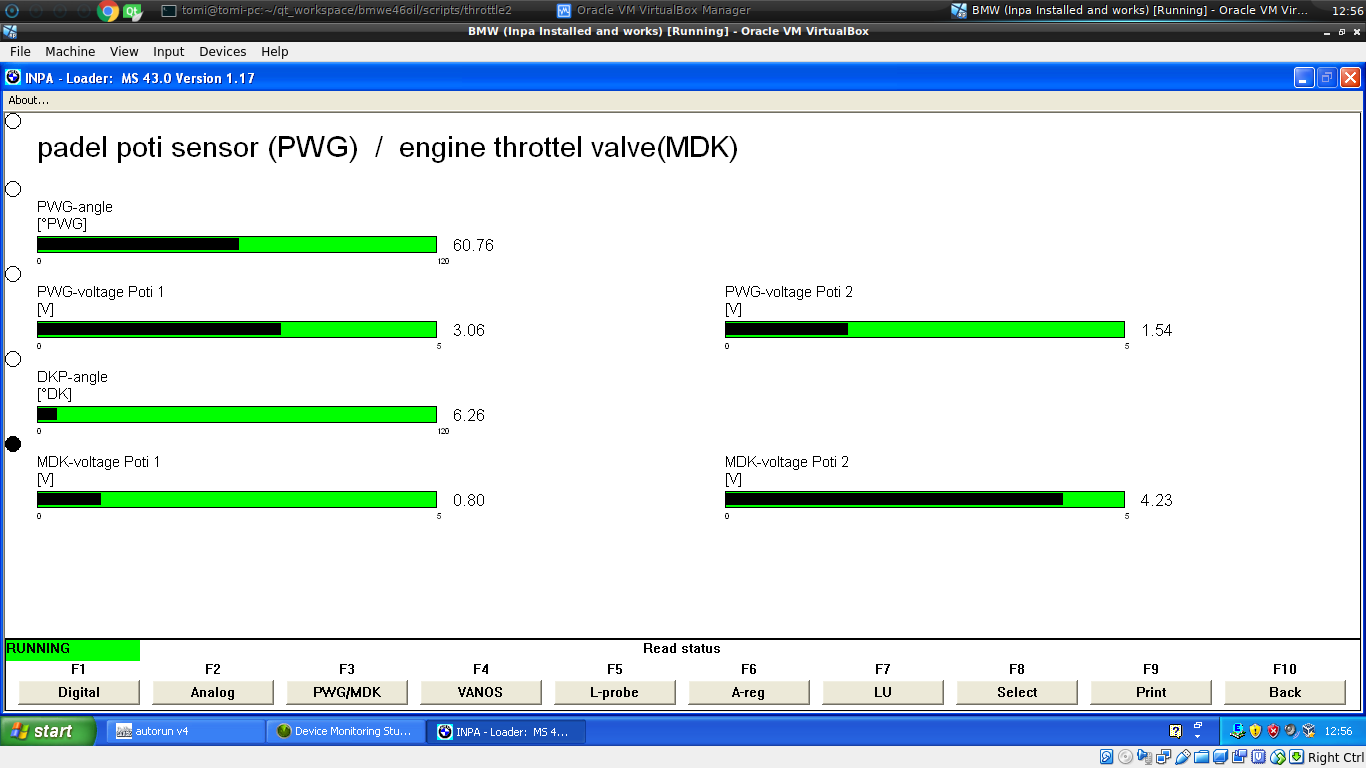 tomi@tomi-pc:~/qt_workspace/bmwe46oil/scripts/throttle2
Oracle VM VirtualBox Manager
BMW (Inpa Installed and works) [Running] - Oracle VM Vir...
12:56
BMW (Inpa Installed and works) [Running] - Oracle VM VirtualBox
File Machine View Input Devices Help
INPA - Loader: MS 43.0 Version 1.17
About...
padel poti sensor (PWG) / engine throttel valve(MDK)
PWG-angle
[°PWG]
60.76
0 120
PWG-voltage Poti 1
[V]
3.06
0 5
PWG-voltage Poti 2
[V]
1.54
0 5
DKP-angle
[°DK]
6.26
0 120
MDK-voltage Poti 1
[V]
0.80
0 5
MDK-voltage Poti 2
[V]
4.23
0 5
RUNNING
Read status
F1 F2 F3 F4 F5 F6 F7 F8 F9 F10
Digital Analog PWG/MDK VANOS L-probe A-reg LU Select Print Back
start
autorun v4
Device Monitoring Stu...
INPA - Loader: MS 4...
12:56
Right Ctrl